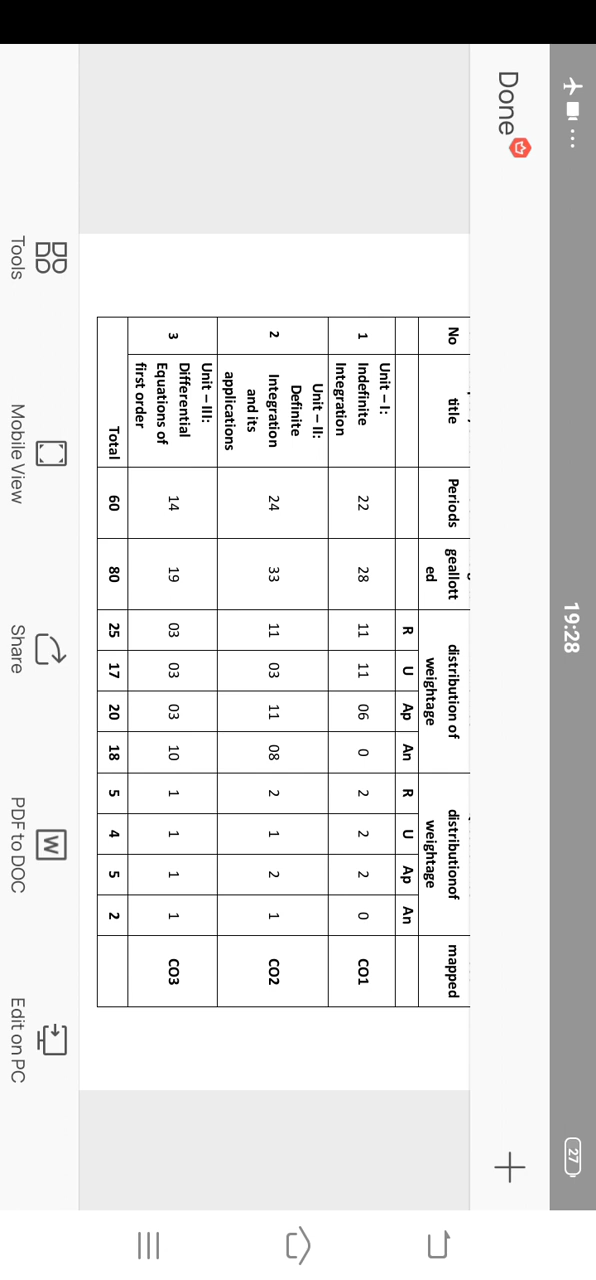 19:28
27
Done
No title Periods geallott distribution of distributionof mapped
ed weightage weightage
R U Ap An R U Ap An
1 Unit – I: 22 28 11 11 06 0 2 2 2 0 CO1
Indefinite
Integration
2 Unit – II: 24 33 11 03 11 08 2 1 2 1 CO2
Definite
Integration
and its
applications
3 Unit – III: 14 19 03 03 03 10 1 1 1 1 CO3
Differential
Equations of
first order
Total 60 80 25 17 20 18 5 4 5 2
Tools
Mobile View
Share
W
PDF to DOC
Edit on PC